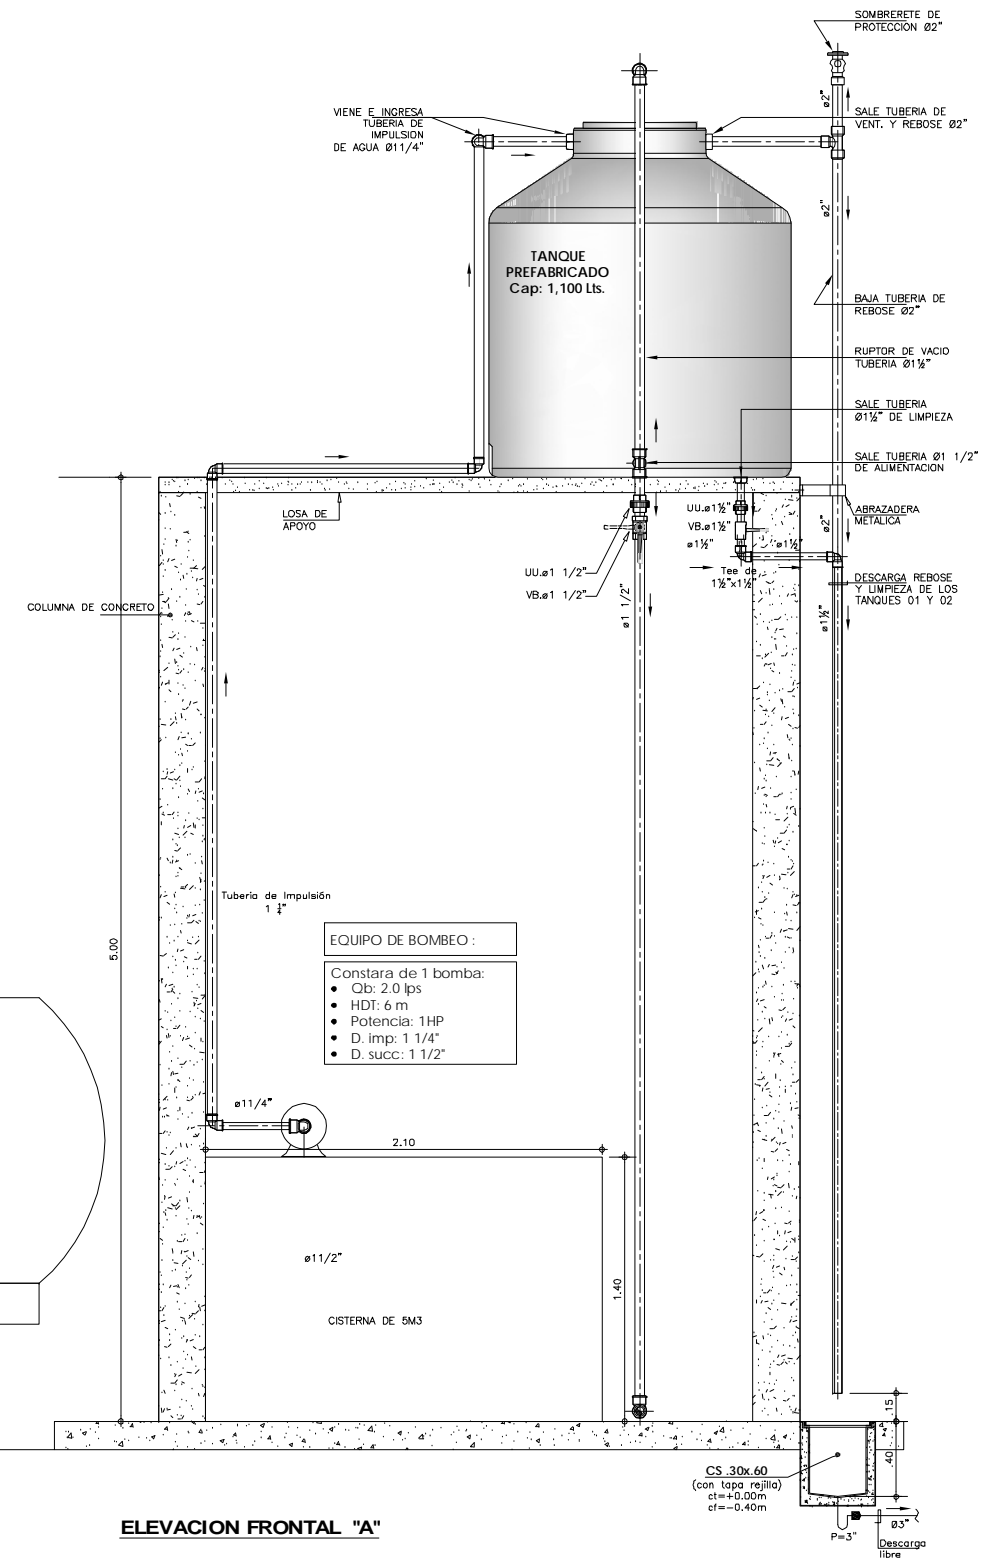 SOMBRERETE DE
PROTECCION Ø2"
ø2"
VIENE E INGRESA
TUBERIA DE
IMPULSION
DE AGUA Ø11/4"
SALE TUBERIA DE
VENT. Y REBOSE Ø2"
ø2"
TANQUE
PREFABRICADO
Cap: 1,100 Lts.
BAJA TUBERIA DE
REBOSE Ø2"
RUPTOR DE VACIO
TUBERIA Ø1½"
SALE TUBERIA
Ø1½" DE LIMPIEZA
SALE TUBERIA Ø1 1/2"
DE ALIMENTACION
LOSA DE
APOYO
UU.ø1½"
VB.ø1½"
ø1½"
ø1½"
ø2"
ABRAZADERA
METALICA
UU.ø1 1/2"
VB.ø1 1/2"
Tee de
1½"x1½"
DESCARGA REBOSE
Y LIMPIEZA DE LOS
TANQUES 01 Y 02
COLUMNA DE CONCRETO
ø1 1/2"
ø1½"
Tubería de Impulsión
1 ¼"
5.00
EQUIPO DE BOMBEO :
Constara de 1 bomba:
• Qb: 2.0 lps
• HDT: 6 m
• Potencia: 1HP
• D. imp: 1 1/4"
• D. succ: 1 1/2"
ø11/4"
2.10
ø11/2"
1.40
CISTERNA DE 5M3
.15
.40
CS .30x.60
(con tapa rejilla)
ct=+0.00m
cf=-0.40m
Ø3"
P=3"
Descarga
libre
ELEVACION FRONTAL "A"